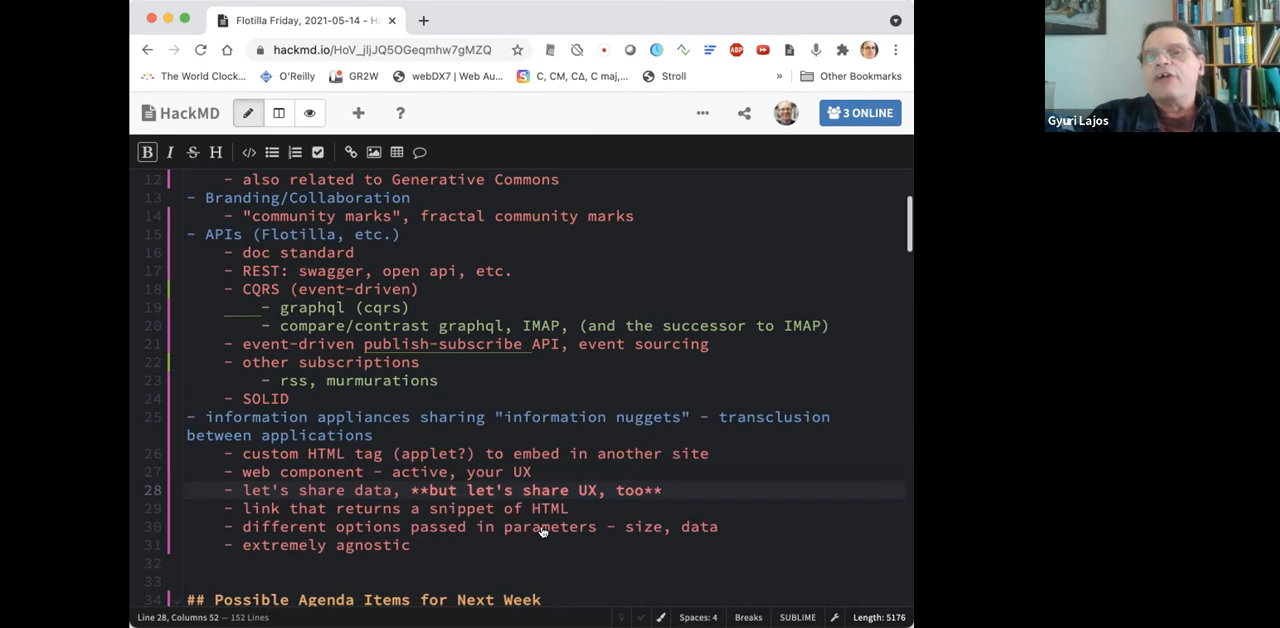 Flotilla Friday, 2021-05-14 - H
hackmd.io/HoV_jljJQ5OGeqmhw7gMZQ
ABP
The World Clock...
O'Reilly
GR2W
webDX7 | Web Au...
C, CM, CΔ, C maj,...
Stroll
»
Other Bookmarks
HackMD
3 ONLINE
Gyuri Lajos
12 - also related to Generative Commons
13 - Branding/Collaboration
14 - "community marks", fractal community marks
15 - APIs (Flotilla, etc.)
16 - doc standard
17 - REST: swagger, open api, etc.
18 - CQRS (event-driven)
19 - graphql (cqrs)
20 - compare/contrast graphql, IMAP, (and the successor to IMAP)
21 - event-driven publish-subscribe API, event sourcing
22 - other subscriptions
23 - rss, murmurations
24 - SOLID
25 - information appliances sharing "information nuggets" - transclusion
between applications
26 - custom HTML tag (applet?) to embed in another site
27 - web component - active, your UX
28 - let's share data, **but let's share UX, too**
29 - link that returns a snippet of HTML
30 - different options passed in parameters - size, data
31 - extremely agnostic
32
33
34 ## Possible Agenda Items for Next Week
Line 28, Columns 52 — 152 Lines
Spaces: 4
Breaks
SUBLIME
Length: 5176